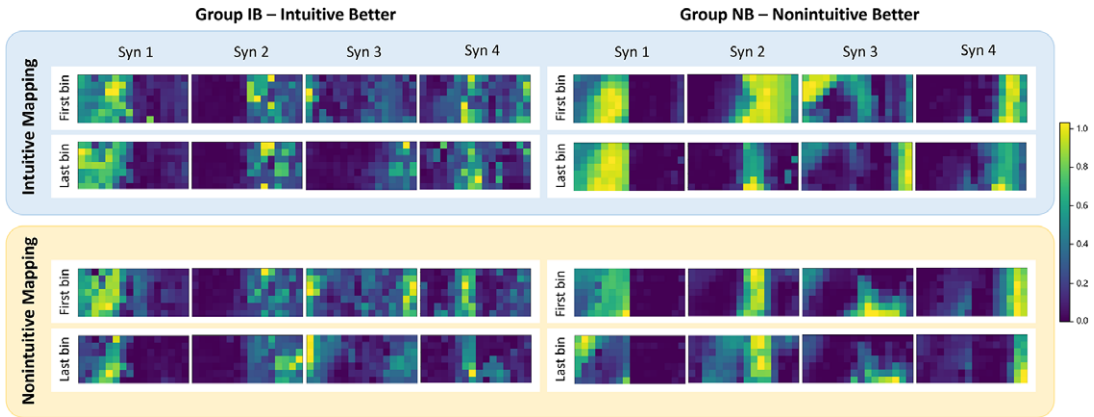 Group IB – Intuitive Better
Group NB – Nonintuitive Better
Syn 1 Syn 2 Syn 3 Syn 4 Syn 1 Syn 2 Syn 3 Syn 4
Intuitive Mapping
First bin
First bin
Last bin
Last bin
1.0
0.8
0.6
0.4
0.2
0.0
Nonintuitive Mapping
First bin
First bin
Last bin
Last bin